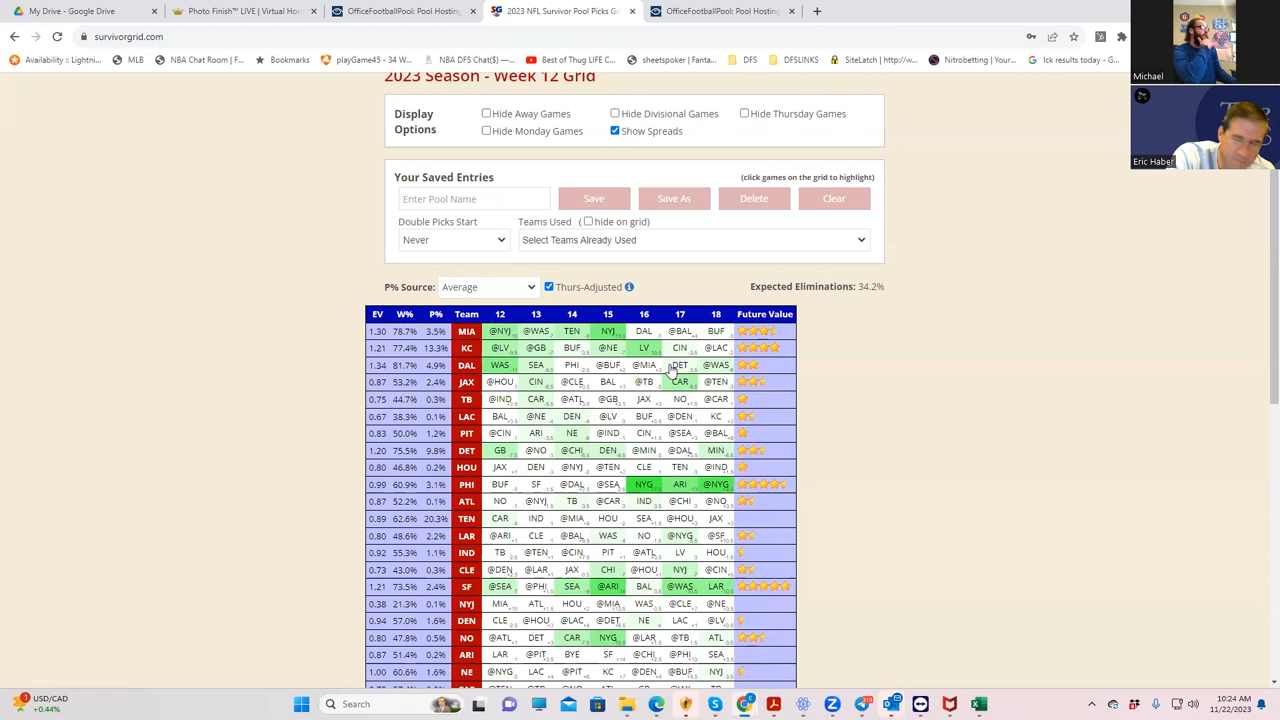 My Drive - Google Drive
Photo Finish™ LIVE | Virtual Hor
OfficeFootballPool: Pool Hosting
2023 NFL Survivor Pool Picks Gri
OfficeFootballPool: Pool Hosting
survivorgrid.com
Availability :: Lightni...
MLB
NBA Chat Room | F...
Bookmarks
playGame45 - 34 W...
NBA DFS Chat($) —...
Best of Thug LIFE C...
sheetspoker | Fanta...
DFS
DFSLINKS
SiteLatch | http://w...
Nitrobetting | Your...
Ick results today f...
2023 Season - Week 12 Grid
Display Options
Hide Away Games
Hide Divisional Games
Hide Thursday Games
Hide Monday Games
Show Spreads
Your Saved Entries
(click games on the grid to highlight)
Enter Pool Name
Save
Save As
Delete
Clear
Double Picks Start
Teams Used ( hide on grid)
Never
Select Teams Already Used
P% Source:
Average
Thurs-Adjusted
Expected Eliminations: 34.2%
EV W% P% Team 12 13 14 15 16 17 18 Future Value
1.30 78.7% 3.5% MIA @NYJ @WAS TEN NYJ DAL @BAL BUF
1.21 77.4% 13.3% KC @LV @GB BUF @NE LV CIN @LAC
1.34 81.7% 4.9% DAL WAS SEA PHI @BUF @MIA DET @WAS
0.87 53.2% 2.4% JAX @HOU CIN @CLE BAL @TB CAR @TEN
0.75 44.7% 0.3% TB @IND CAR @ATL @GB JAX NO @CAR
0.67 38.3% 0.1% LAC BAL @NE DEN @LV BUF @DEN KC
0.83 50.0% 1.2% PIT @CIN ARI NE @IND CIN @SEA @BAL
1.20 75.5% 9.8% DET GB @NO @CHI DEN @MIN @DAL MIN
0.80 46.8% 0.2% HOU JAX DEN @NYJ @TEN CLE TEN @IND
0.99 60.9% 3.1% PHI BUF SF @DAL @SEA NYG ARI @NYG
0.87 52.2% 0.1% ATL NO @NYJ TB @CAR IND @CHI @NO
0.89 62.6% 20.3% TEN CAR IND @MIA HOU SEA @HOU JAX
0.80 48.6% 2.2% LAR @ARI CLE @BAL WAS NO @NYG @SF
0.92 55.3% 1.1% IND TB @TEN @CIN PIT @ATL LV HOU
0.73 43.0% 0.3% CLE @DEN @LAR JAX CHI @HOU NYJ @CIN
1.21 73.5% 2.4% SF @SEA @PHI SEA @ARI BAL @WAS LAR
0.38 21.3% 0.1% NYJ MIA ATL HOU @MIA WAS @CLE @NE
0.94 57.0% 1.6% DEN CLE @HOU @LAC @DET NE LAC @LV
0.80 47.8% 0.5% NO @ATL DET CAR NYG @LAR @TB ATL
0.87 51.4% 0.2% ARI LAR @PIT BYE SF @CHI @PHI SEA
1.00 60.6% 1.6% NE @NYG LAC @PIT KC @DEN @BUF NYJ
Michael
Eric Haber
USD/CAD
+0.44%
Search
10:24 AM
11/22/2023